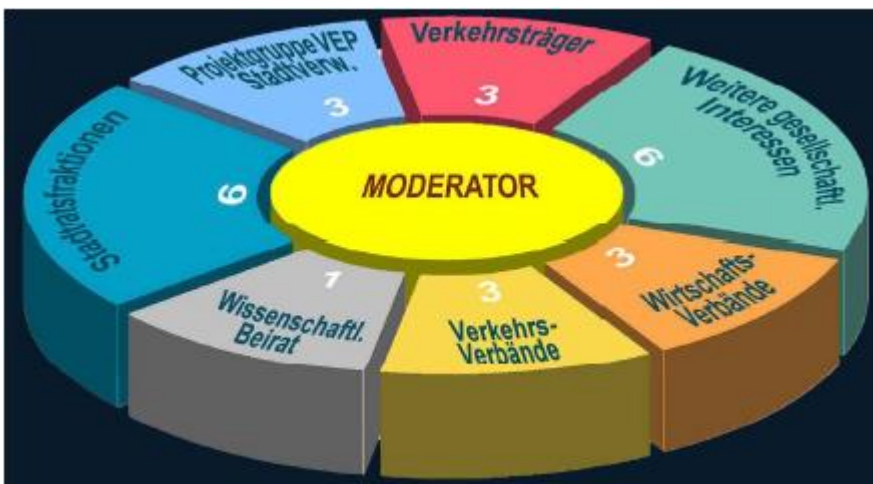 Projektgruppe VEP
Stadtverw.
3
Verkehrsträger
3
Weitere gesellschaftl.
Interessen
6
Stadtratsfraktionen
6
MODERATOR
Wissenschaftl.
Beirat
1
Verkehrs-
Verbände
3
Wirtschafts-
Verbände
3